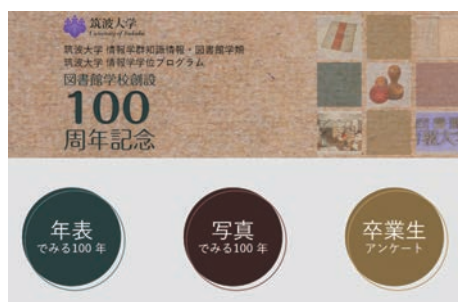 筑波大学
University of Tsukuba
筑波大学 情報学群知識情報・図書館学類
筑波大学 情報学学位プログラム
図書館学校創設
100
周年記念
年表
でみる100年
写真
でみる100年
卒業生
アンケート